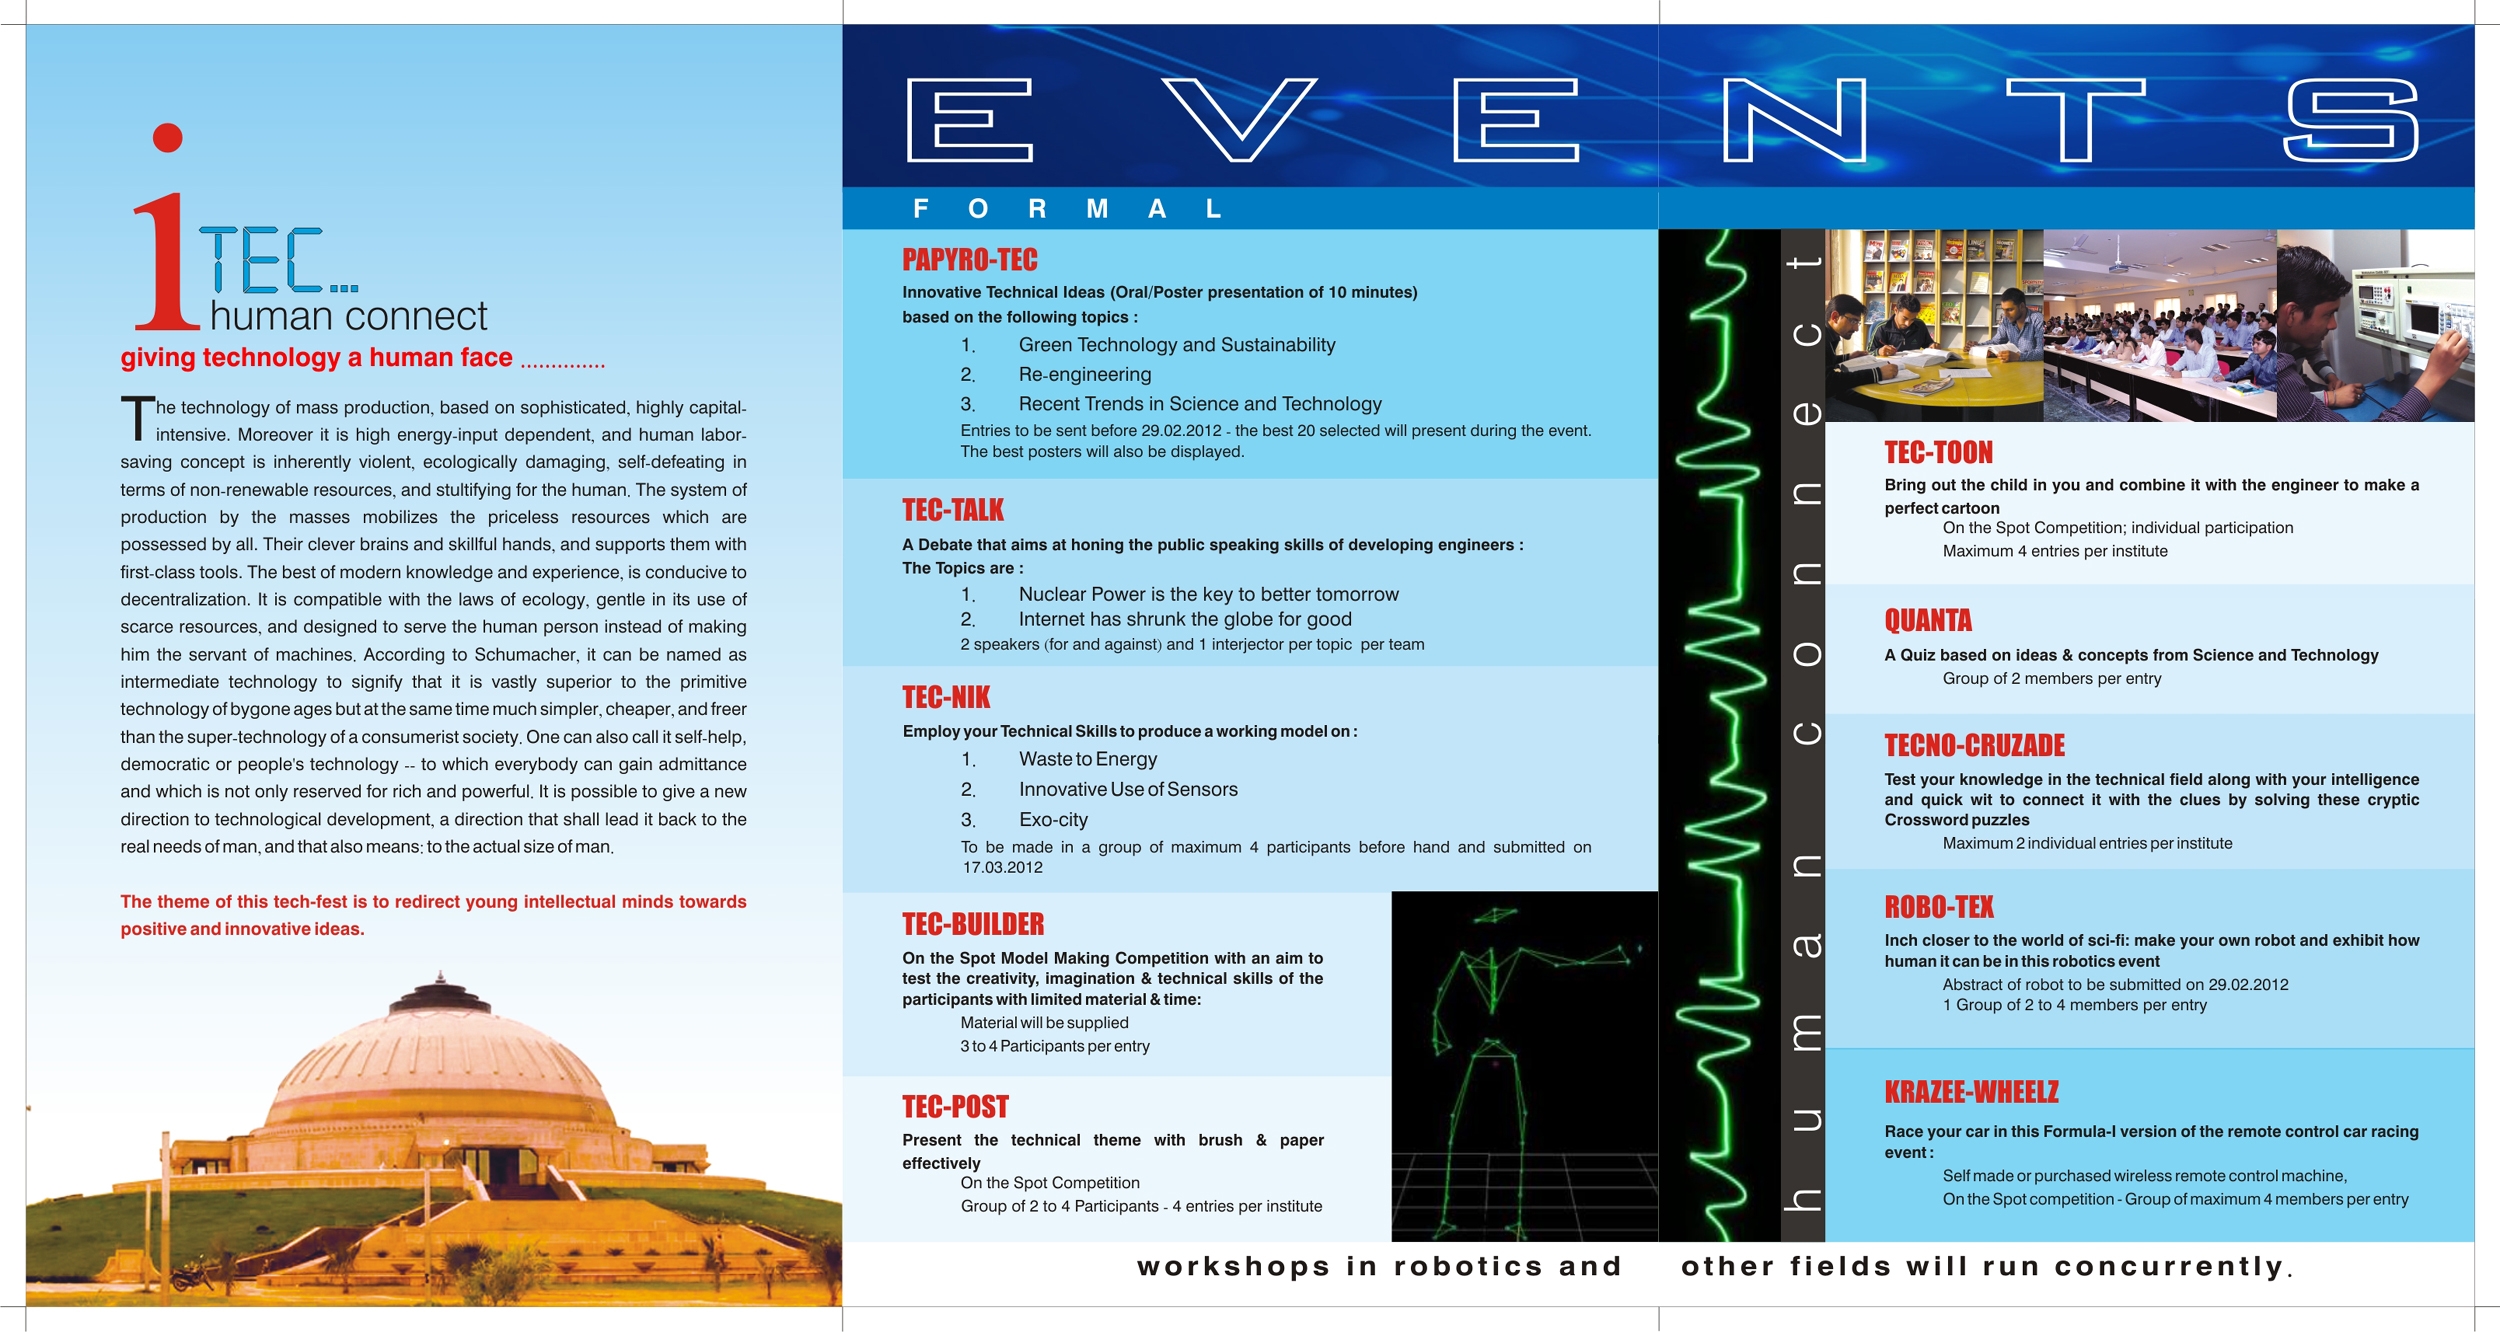 i TEC...
human connect
giving technology a human face ..............
The technology of mass production, based on sophisticated, highly capital-
intensive. Moreover it is high energy-input dependent, and human labor-
saving concept is inherently violent, ecologically damaging, self-defeating in
terms of non-renewable resources, and stultifying for the human. The system of
production by the masses mobilizes the priceless resources which are
possessed by all. Their clever brains and skillful hands, and supports them with
first-class tools. The best of modern knowledge and experience, is conducive to
decentralization. It is compatible with the laws of ecology, gentle in its use of
scarce resources, and designed to serve the human person instead of making
him the servant of machines. According to Schumacher, it can be named as
intermediate technology to signify that it is vastly superior to the primitive
technology of bygone ages but at the same time much simpler, cheaper, and freer
than the super-technology of a consumerist society. One can also call it self-help,
democratic or people's technology -- to which everybody can gain admittance
and which is not only reserved for rich and powerful. It is possible to give a new
direction to technological development, a direction that shall lead it back to the
real needs of man, and that also means: to the actual size of man.
The theme of this tech-fest is to redirect young intellectual minds towards
positive and innovative ideas.
EVENTS
FORMAL
PAPYRO-TEC
Innovative Technical Ideas (Oral/Poster presentation of 10 minutes)
based on the following topics :
1. Green Technology and Sustainability
2. Re-engineering
3. Recent Trends in Science and Technology
Entries to be sent before 29.02.2012 - the best 20 selected will present during the event.
The best posters will also be displayed.
TEC-TALK
A Debate that aims at honing the public speaking skills of developing engineers :
The Topics are :
1. Nuclear Power is the key to better tomorrow
2. Internet has shrunk the globe for good
2 speakers (for and against) and 1 interjector per topic per team
TEC-NIK
Employ your Technical Skills to produce a working model on :
1. Waste to Energy
2. Innovative Use of Sensors
3. Exo-city
To be made in a group of maximum 4 participants before hand and submitted on
17.03.2012
TEC-BUILDER
On the Spot Model Making Competition with an aim to
test the creativity, imagination & technical skills of the
participants with limited material & time:
Material will be supplied
3 to 4 Participants per entry
TEC-POST
Present the technical theme with brush & paper
effectively
On the Spot Competition
Group of 2 to 4 Participants - 4 entries per institute
human connect
TEC-TOON
Bring out the child in you and combine it with the engineer to make a
perfect cartoon
On the Spot Competition; individual participation
Maximum 4 entries per institute
QUANTA
A Quiz based on ideas & concepts from Science and Technology
Group of 2 members per entry
TECNO-CRUZADE
Test your knowledge in the technical field along with your intelligence
and quick wit to connect it with the clues by solving these cryptic
Crossword puzzles
Maximum 2 individual entries per institute
ROBO-TEX
Inch closer to the world of sci-fi: make your own robot and exhibit how
human it can be in this robotics event
Abstract of robot to be submitted on 29.02.2012
1 Group of 2 to 4 members per entry
KRAZEE-WHEELZ
Race your car in this Formula-I version of the remote control car racing
event :
Self made or purchased wireless remote control machine,
On the Spot competition - Group of maximum 4 members per entry
workshops in robotics and other fields will run concurrently.